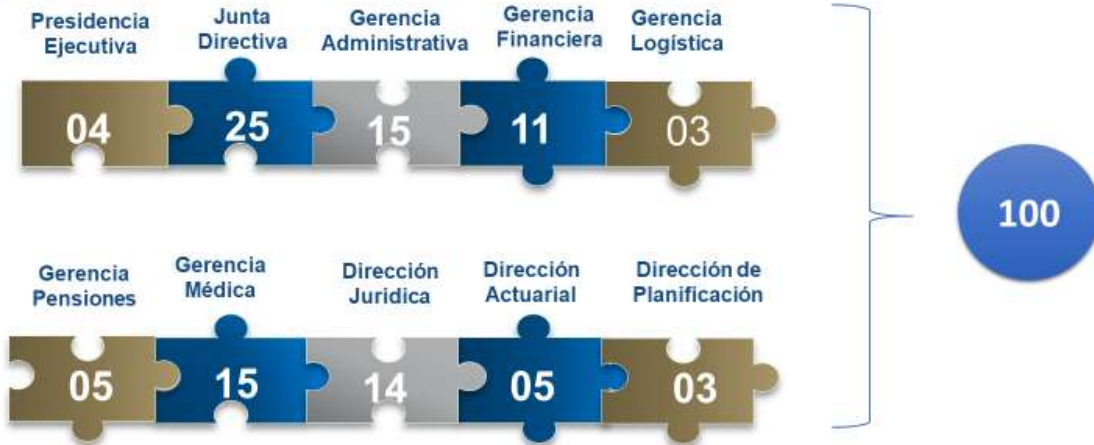 Presidencia
Ejecutiva
Junta
Directiva
Gerencia
Administrativa
Gerencia
Financiera
Gerencia
Logística
04
25
15
11
03
100
Gerencia
Pensiones
Gerencia
Médica
Dirección
Juridica
Dirección
Actuarial
Dirección de
Planificación
05
15
14
05
03